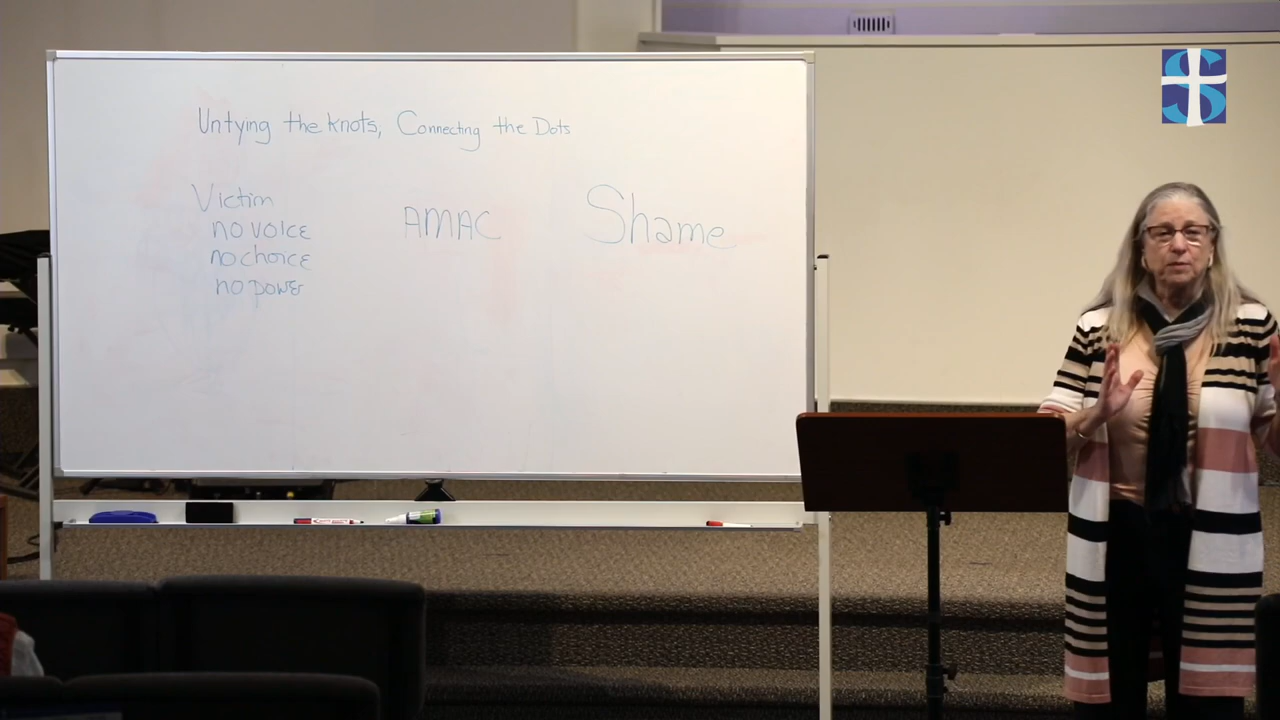 Untying the Knots, Connecting the Dots
Victim
no voice
no choice
no power
AMAC
Shame